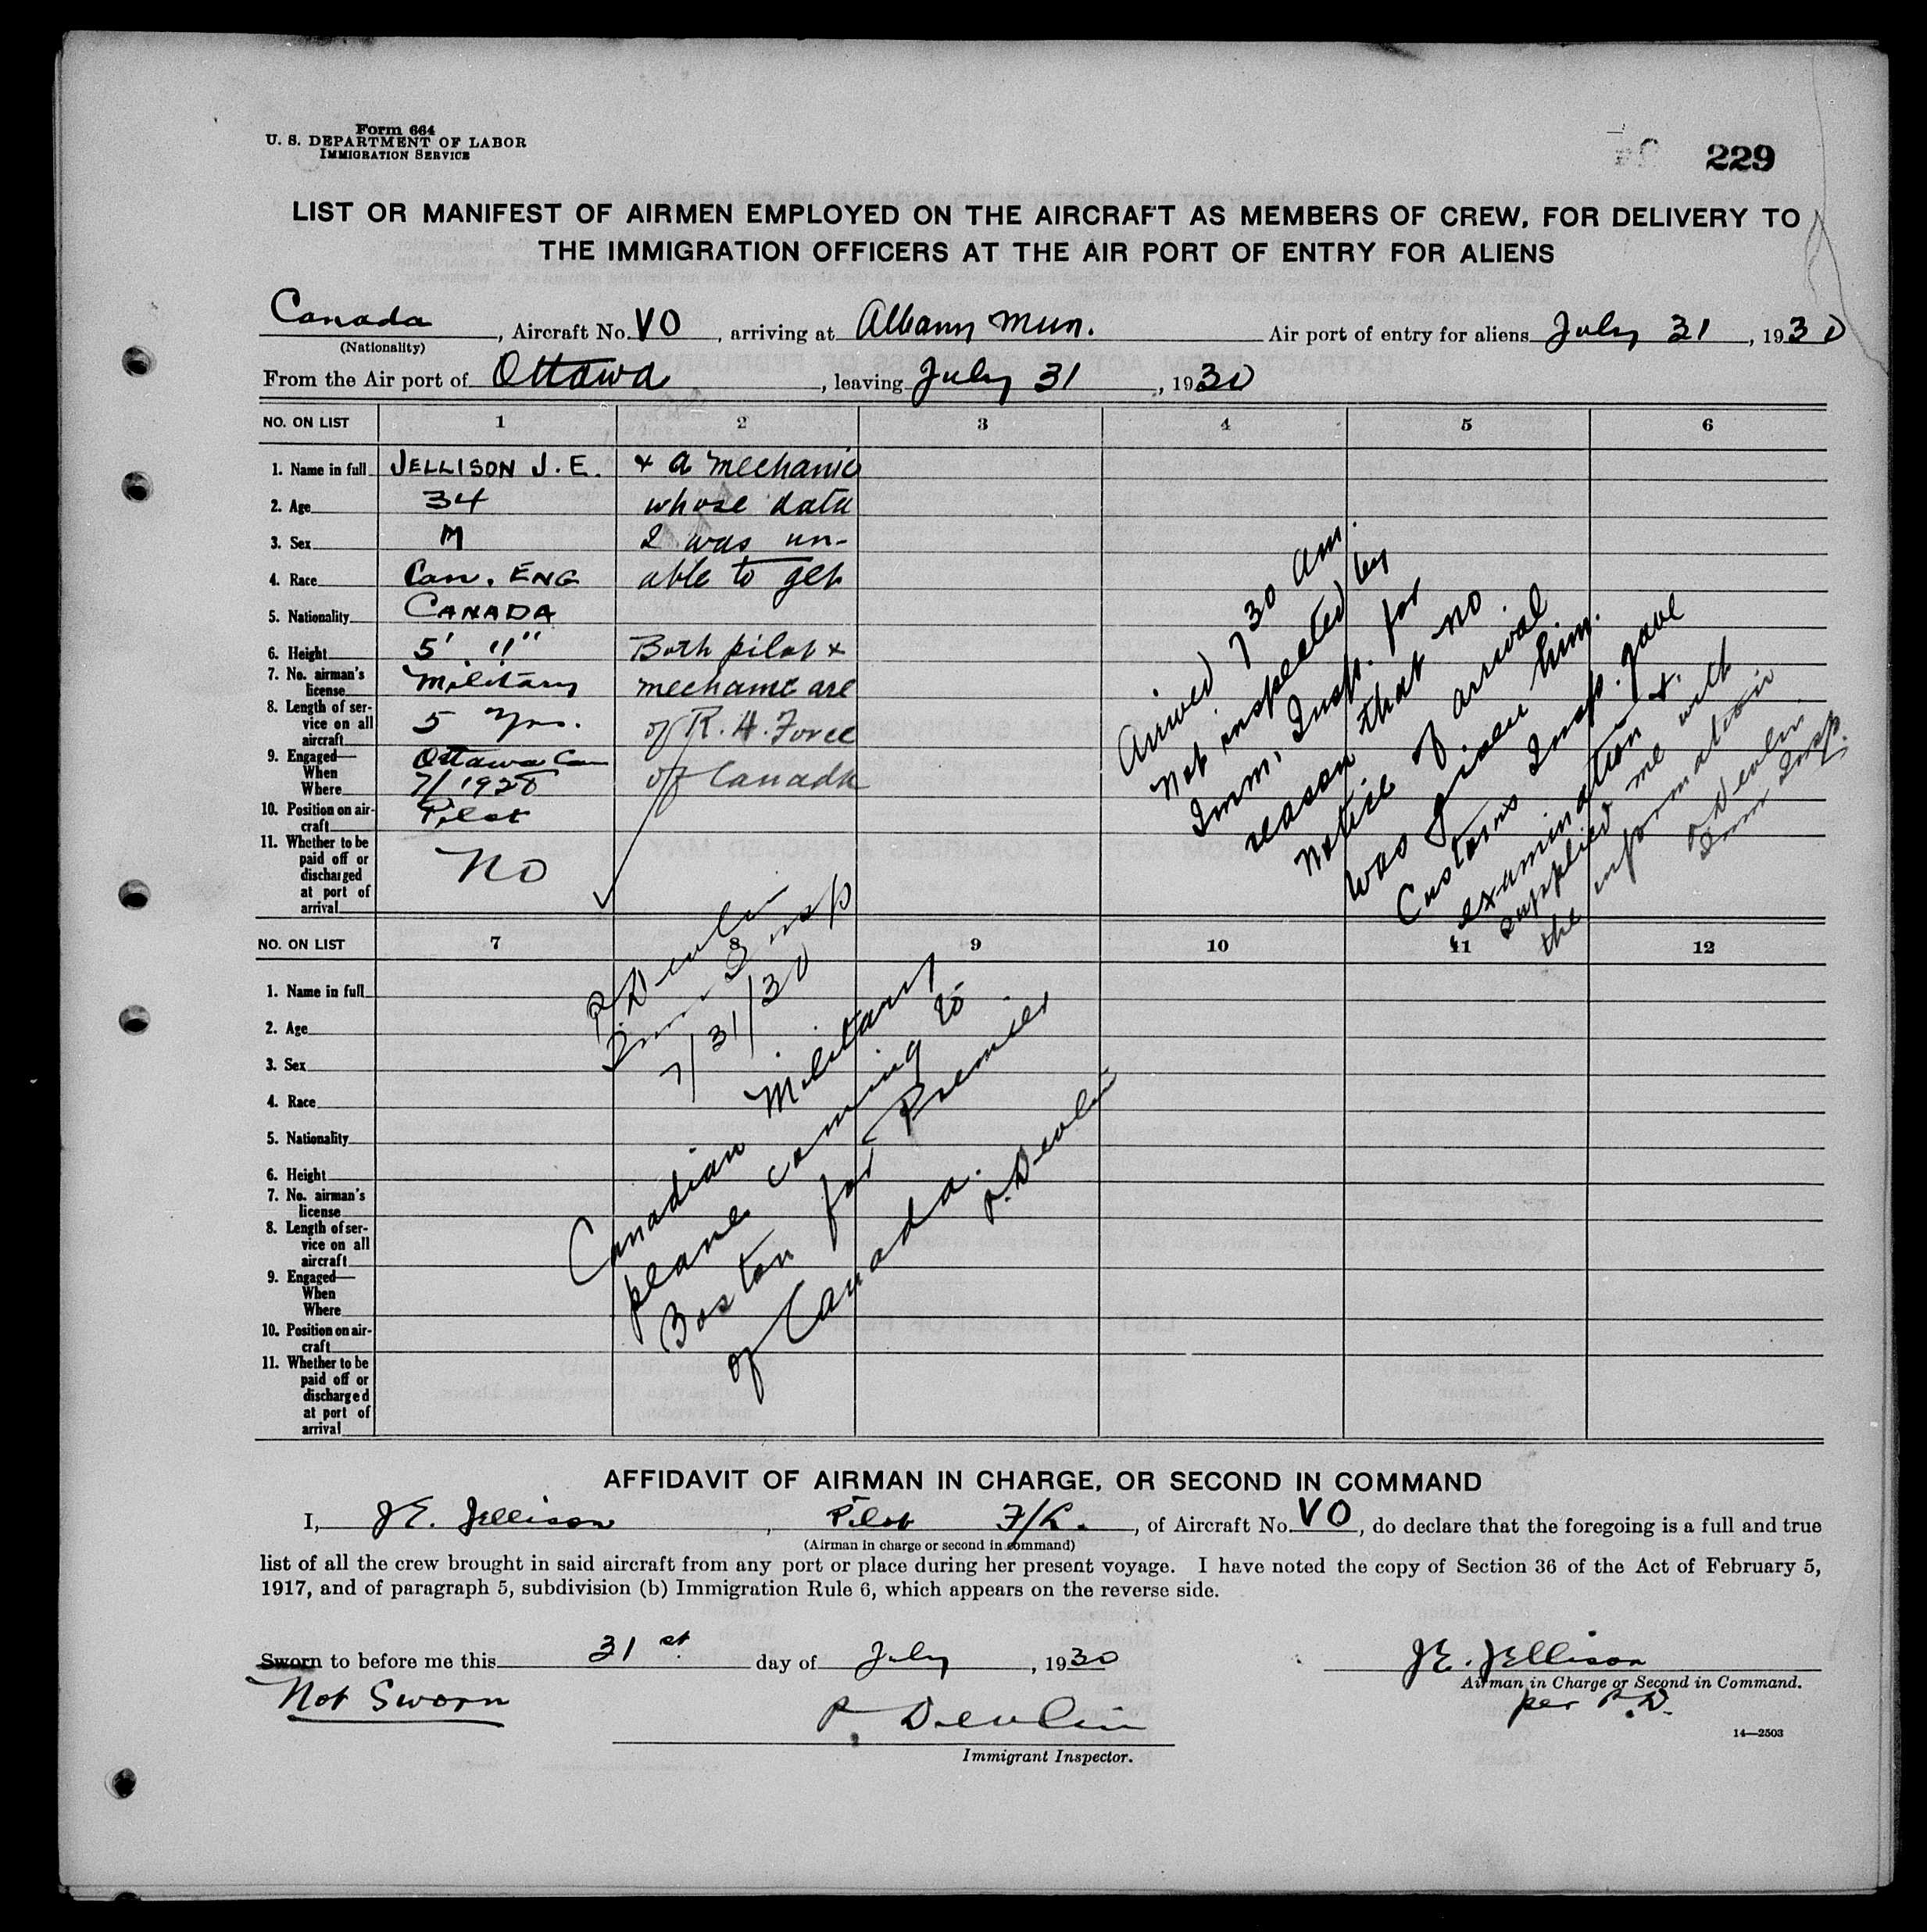 Form 664
U. S. DEPARTMENT OF LABOR
IMMIGRATION SERVICE
229
LIST OR MANIFEST OF AIRMEN EMPLOYED ON THE AIRCRAFT AS MEMBERS OF CREW, FOR DELIVERY TO
THE IMMIGRATION OFFICERS AT THE AIR PORT OF ENTRY FOR ALIENS
Canada, Aircraft No. VO, arriving at Albany Mun. Air port of entry for aliens July 31, 1930
(Nationality)
From the Air port of Ottawa, leaving July 31, 1930
NO. ON LIST 1 2 3 4 5 6
1. Name in full JELLISON J. E. + a mechanic
2. Age 34 whose data
3. Sex M I was un-
4. Race Can. ENG able to get
5. Nationality CANADA
6. Height 5' 11" Both pilot +
7. No. airman's license Military mechanic are
8. Length of service on all aircraft 5 Yrs. of R. A. Force
9. Engaged— When Where Ottawa Can 7/1928 of Canada
10. Position on aircraft Pilot
11. Whether to be paid off or discharged at port of arrival No
Arrived 7 30 am.
Not inspected by
Imm. Insp. for
reason that no
notice of arrival
was given him.
Customs Insp. gave
examination &
supplied me with
the information
P Devlin
Imm Insp.
P Devlin
Imm. Insp
7/31/30
NO. ON LIST 7 8 9 10 11 12
1. Name in full
2. Age
3. Sex
4. Race
5. Nationality
6. Height
7. No. airman's license
8. Length of service on all aircraft
9. Engaged— When Where
10. Position on aircraft
11. Whether to be paid off or discharged at port of arrival
Canadian Military
plane coming to
Boston for Premier
of Canada.
P. Devlin
AFFIDAVIT OF AIRMAN IN CHARGE, OR SECOND IN COMMAND
I, J E. Jellison, Pilot F/L., of Aircraft No. VO, do declare that the foregoing is a full and true
(Airman in charge or second in command)
list of all the crew brought in said aircraft from any port or place during her present voyage. I have noted the copy of Section 36 of the Act of February 5,
1917, and of paragraph 5, subdivision (b) Immigration Rule 6, which appears on the reverse side.
Sworn to before me this 31st day of July, 1930
J E. Jellison
Airman in Charge or Second in Command.
Not Sworn
per P.D.
P. Devlin
Immigrant Inspector.
14—2503